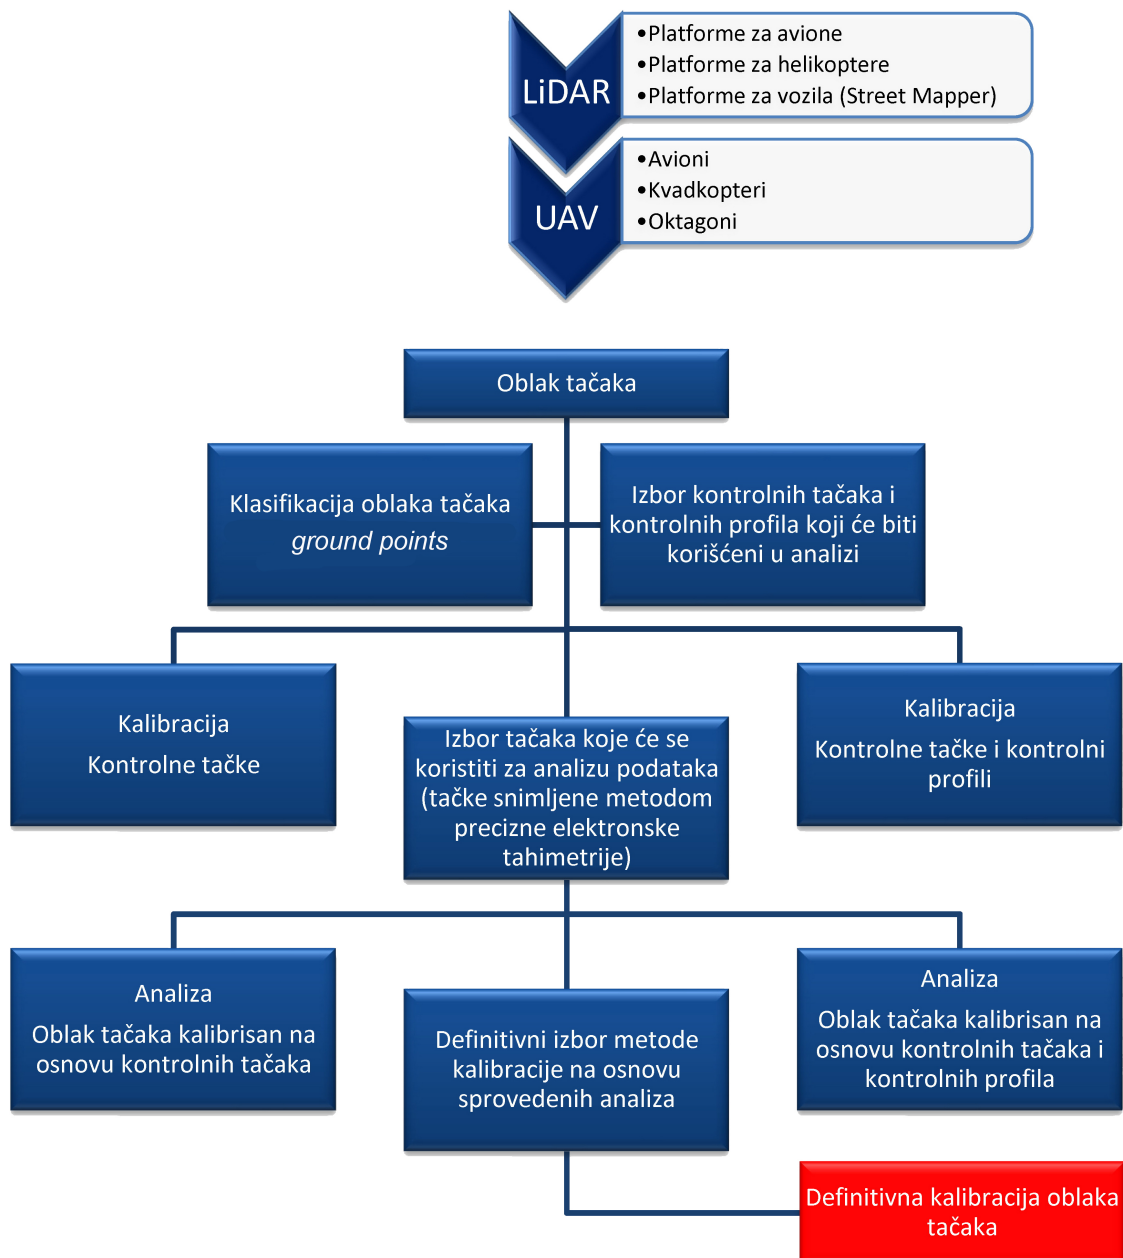 LiDAR
•Platforme za avione
•Platforme za helikoptere
•Platforme za vozila (Street Mapper)
UAV
•Avioni
•Kvadkopteri
•Oktagoni
Oblak tačaka
Klasifikacija oblaka tačaka
ground points
Izbor kontrolnih tačaka i
kontrolnih profila koji će biti
korišćeni u analizi
Kalibracija
Kontrolne tačke
Izbor tačaka koje će se
koristiti za analizu podataka
(tačke snimljene metodom
precizne elektronske
tahimetrije)
Kalibracija
Kontrolne tačke i kontrolni
profili
Analiza
Oblak tačaka kalibrisan na
osnovu kontrolnih tačaka
Definitivni izbor metode
kalibracije na osnovu
sprovedenih analiza
Analiza
Oblak tačaka kalibrisan na
osnovu kontrolnih tačaka i
kontrolnih profila
Definitivna kalibracija oblaka
tačaka